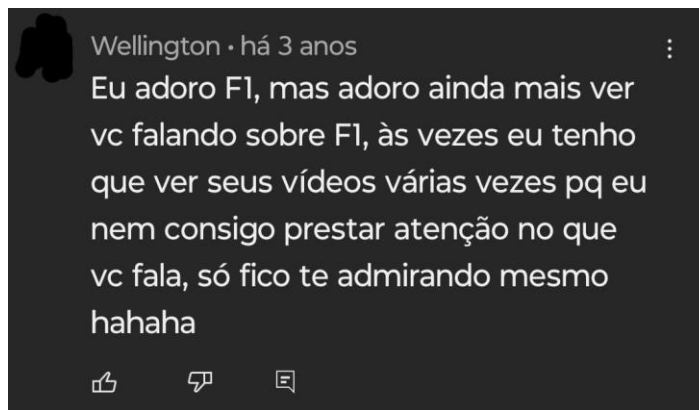 Wellington • há 3 anos
Eu adoro F1, mas adoro ainda mais ver
vc falando sobre F1, às vezes eu tenho
que ver seus vídeos várias vezes pq eu
nem consigo prestar atenção no que
vc fala, só fico te admirando mesmo
hahaha